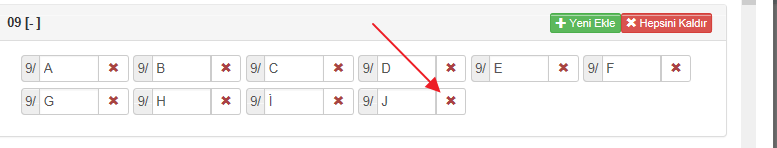 09 [- ] Yeni Ekle Hepsini Kaldır
9/ A 9/ B 9/ C 9/ D 9/ E 9/ F
9/ G 9/ H 9/ İ 9/ J